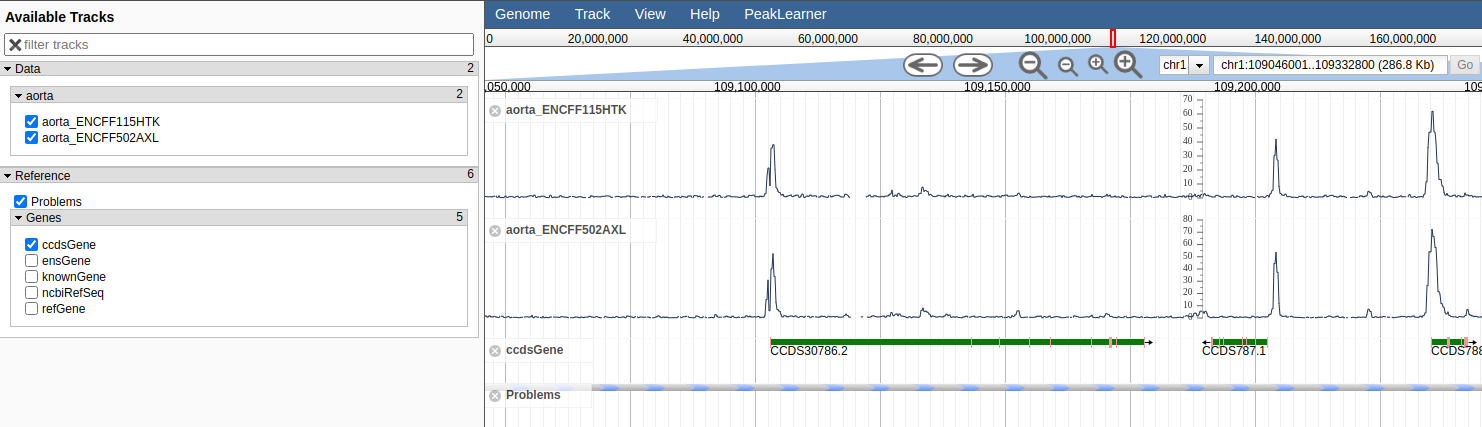 Available Tracks
filter tracks
Data 2
aorta 2
aorta_ENCFF115HTK
aorta_ENCFF502AXL
Reference 6
Problems
Genes 5
ccdsGene
ensGene
knownGene
ncbiRefSeq
refGene
Genome Track View Help PeakLearner
0 20,000,000 40,000,000 60,000,000 80,000,000 100,000,000 120,000,000 140,000,000 160,000,000
chr1 chr1:109046001..109332800 (286.8 Kb) Go
,050,000 109,100,000 109,150,000 109,200,000 109
aorta_ENCFF115HTK
70
60
50
40
30
20
10
0
aorta_ENCFF502AXL
80
70
60
50
40
30
20
10
0
ccdsGene
CCDS30786.2 CCDS787.1 CCDS788
Problems